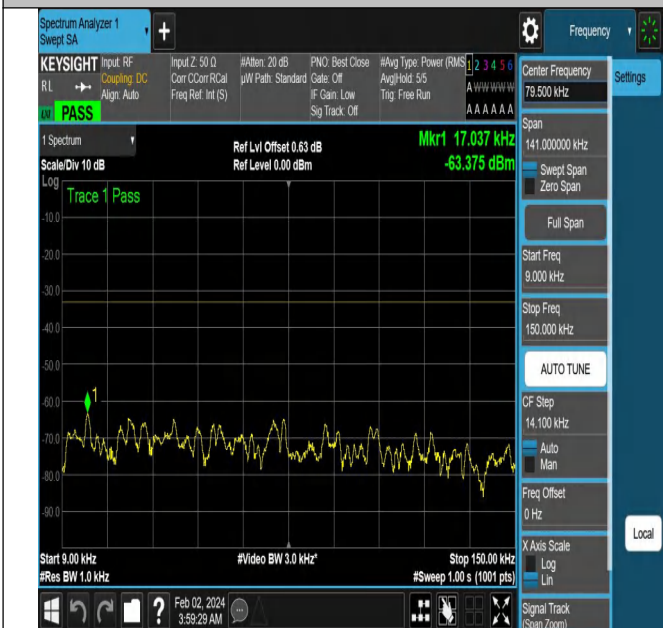 Spectrum Analyzer 1
Swept SA
+
Frequency
KEYSIGHT
RL
LXI
PASS
Input: RF
Coupling: DC
Align: Auto
Input Z: 50 Ω
Corr CCorr RCal
Freq Ref: Int (S)
#Atten: 20 dB
µW Path: Standard
PNO: Best Close
Gate: Off
IF Gain: Low
Sig Track: Off
#Avg Type: Power (RMS
Avg|Hold: 5/5
Trig: Free Run
1 2 3 4 5 6
A W W W W W
A A A A A A
Center Frequency
79.500 kHz
Settings
1 Spectrum
Scale/Div 10 dB
Ref Lvl Offset 0.63 dB
Ref Level 0.00 dBm
Mkr1 17.037 kHz
-63.375 dBm
Span
141.000000 kHz
Swept Span
Zero Span
Full Span
Start Freq
9.000 kHz
Stop Freq
150.000 kHz
AUTO TUNE
CF Step
14.100 kHz
Auto
Man
Freq Offset
0 Hz
X Axis Scale
Log
Lin
Signal Track
(Span Zoom)
Local
Log
Trace 1 Pass
-10.0
-20.0
-30.0
-40.0
-50.0
-60.0
-70.0
-80.0
-90.0
1
Start 9.00 kHz
#Res BW 1.0 kHz
#Video BW 3.0 kHz*
Stop 150.00 kHz
#Sweep 1.00 s (1001 pts)
?
Feb 02, 2024
3:59:29 AM